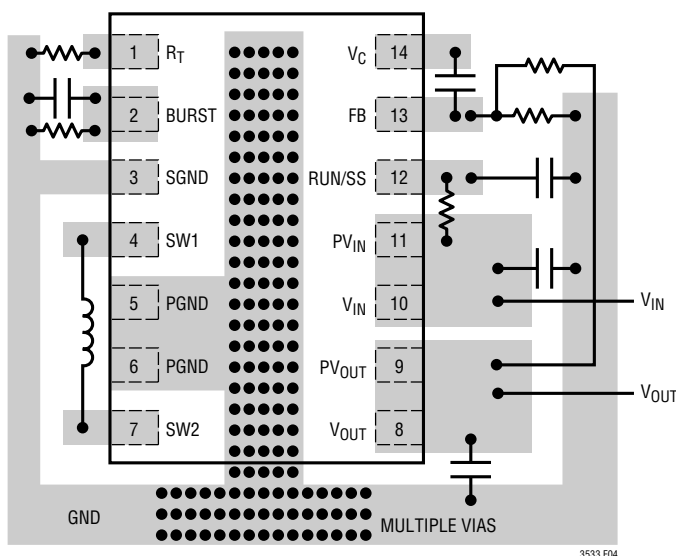 1 R_T V_C 14
2 BURST FB 13
3 SGND RUN/SS 12
4 SW1 PV_IN 11
5 PGND V_IN 10
V_IN
6 PGND PV_OUT 9
V_OUT
7 SW2 V_OUT 8
GND MULTIPLE VIAS
3533 F04